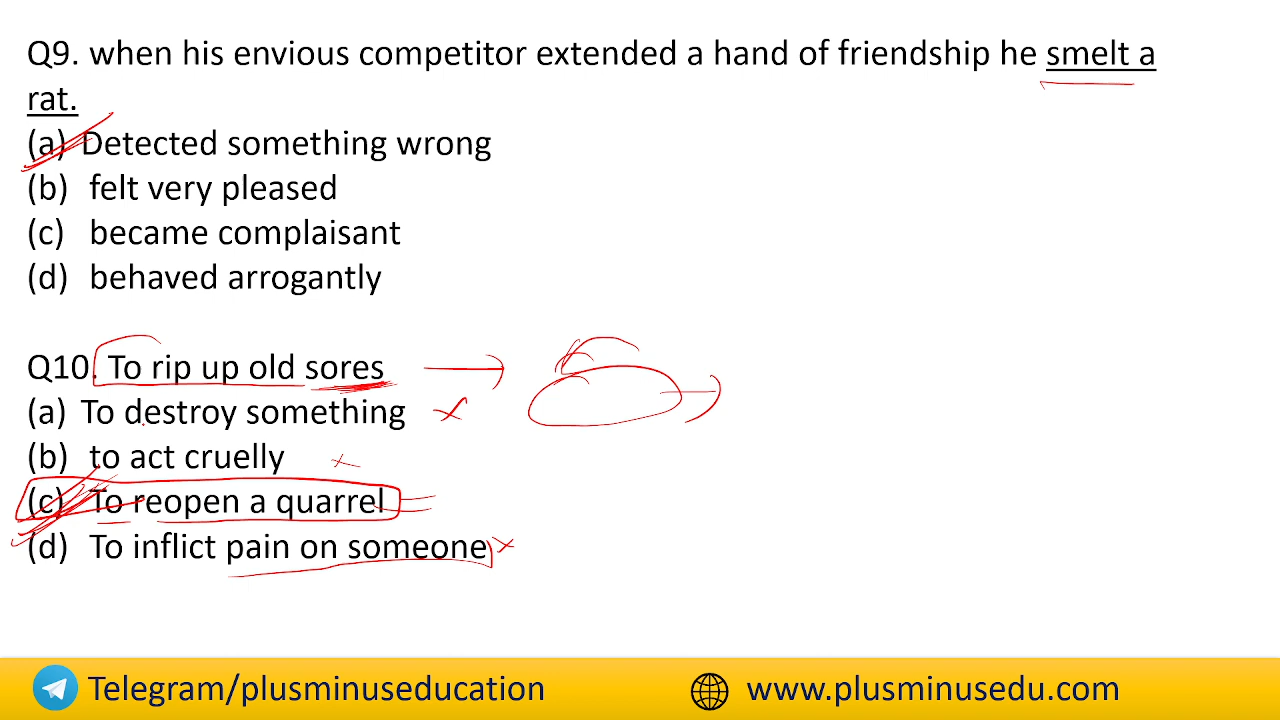 Q9. when his envious competitor extended a hand of friendship he smelt a
rat.
(a) Detected something wrong
(b) felt very pleased
(c) became complaisant
(d) behaved arrogantly
Q10. To rip up old sores
(a) To destroy something
(b) to act cruelly
(c) To reopen a quarrel
(d) To inflict pain on someone
Telegram/plusminuseducation
www.plusminusedu.com